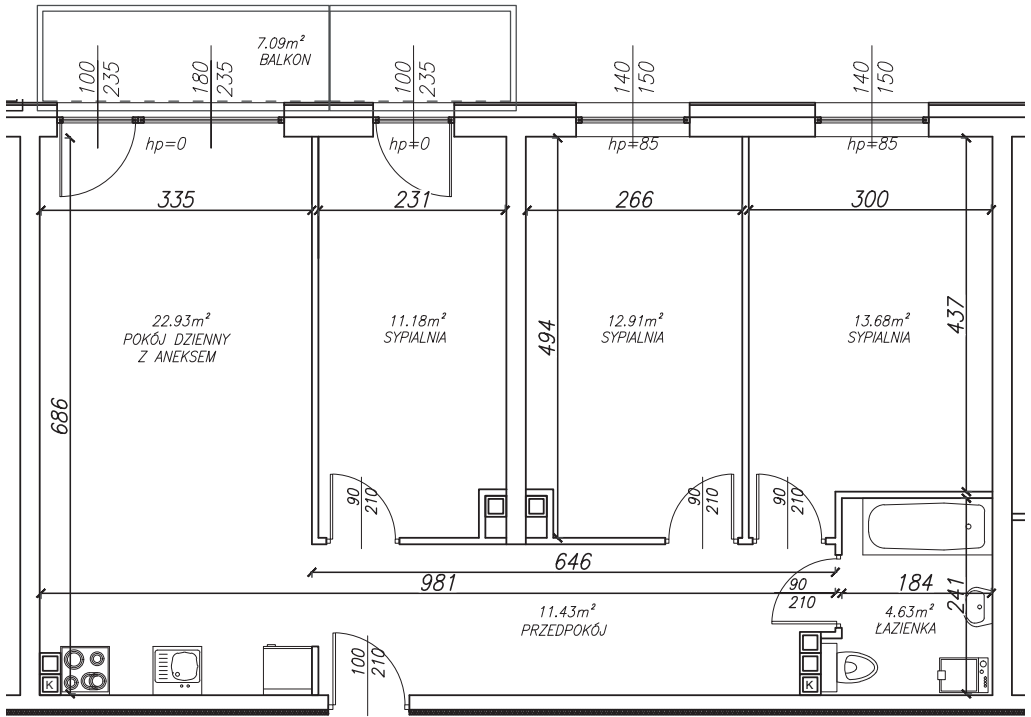 7.09m²
BALKON
100
235
180
235
100
235
140
150
140
150
hp=0
hp=0
hp=85
hp=85
335
231
266
300
22.93m²
POKÓJ DZIENNY
Z ANEKSEM
11.18m²
SYPIALNIA
12.91m²
SYPIALNIA
13.68m²
SYPIALNIA
494
437
686
90
210
90
210
90
210
646
981
90
210
184
241
11.43m²
PRZEDPOKÓJ
4.63m²
ŁAZIENKA
100
210
K
K